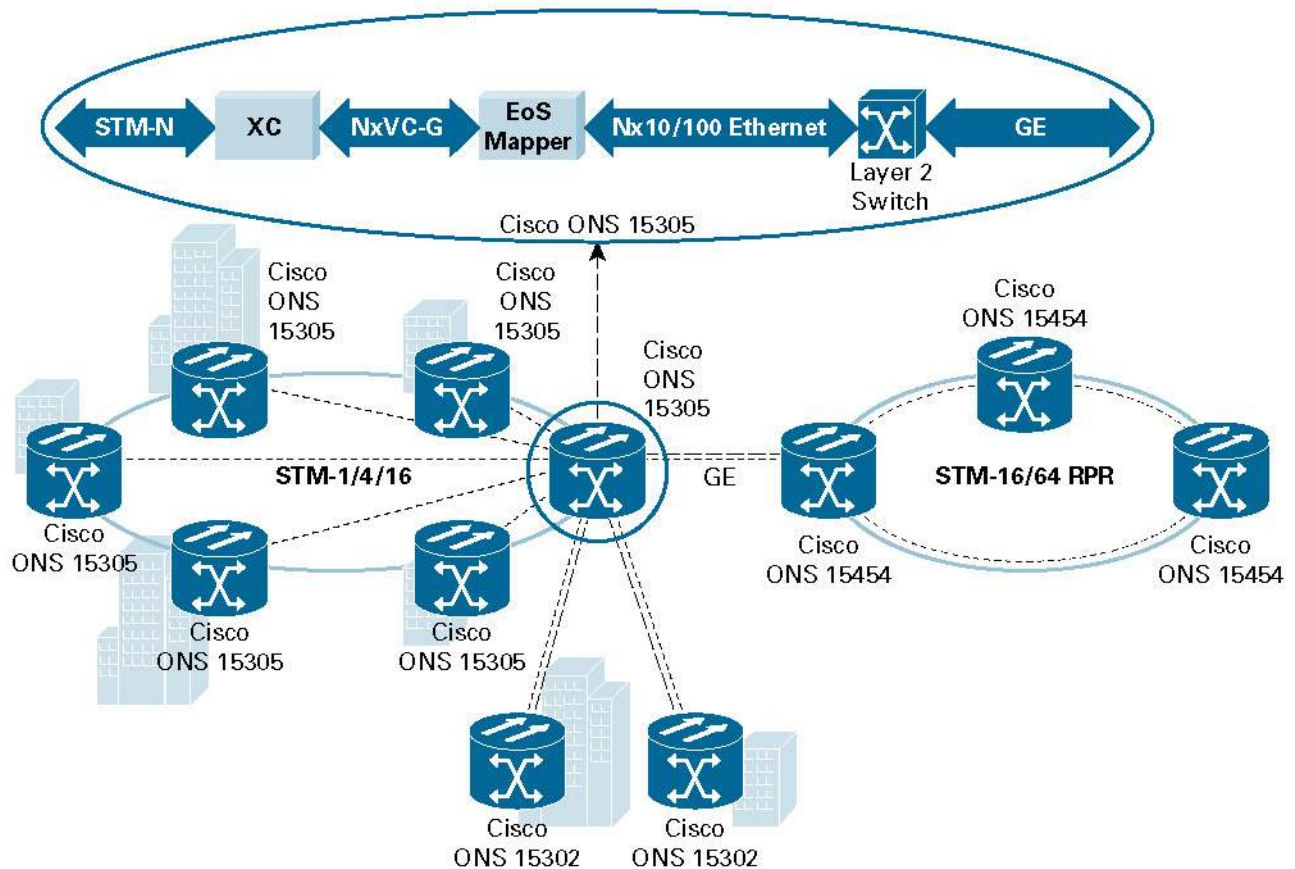 STM-N
XC
NxVC-G
EoS
Mapper
Nx10/100 Ethernet
GE
Layer 2
Switch
Cisco ONS 15305
Cisco
ONS
15305
Cisco
ONS
15305
Cisco
ONS
15305
Cisco
ONS 15454
STM-1/4/16
GE
STM-16/64 RPR
Cisco
ONS 15305
Cisco
ONS 15454
Cisco
ONS 15454
Cisco
ONS 15305
Cisco
ONS 15305
Cisco
ONS 15302
Cisco
ONS 15302